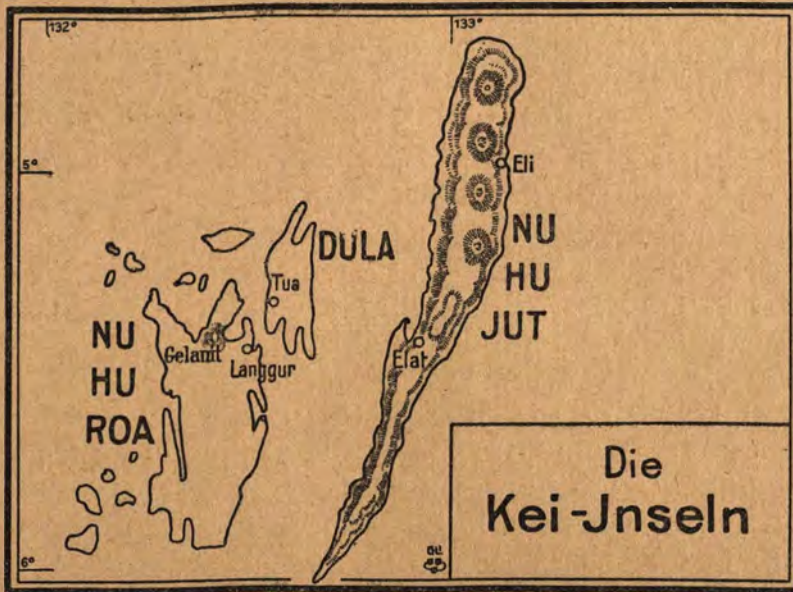 132°
133°
5°
Eli
DULA
NU
HU
JUT
Tua
NU
HU
ROA
Gelanit
Langgur
Elat
Die
Kei-Jnseln
6°